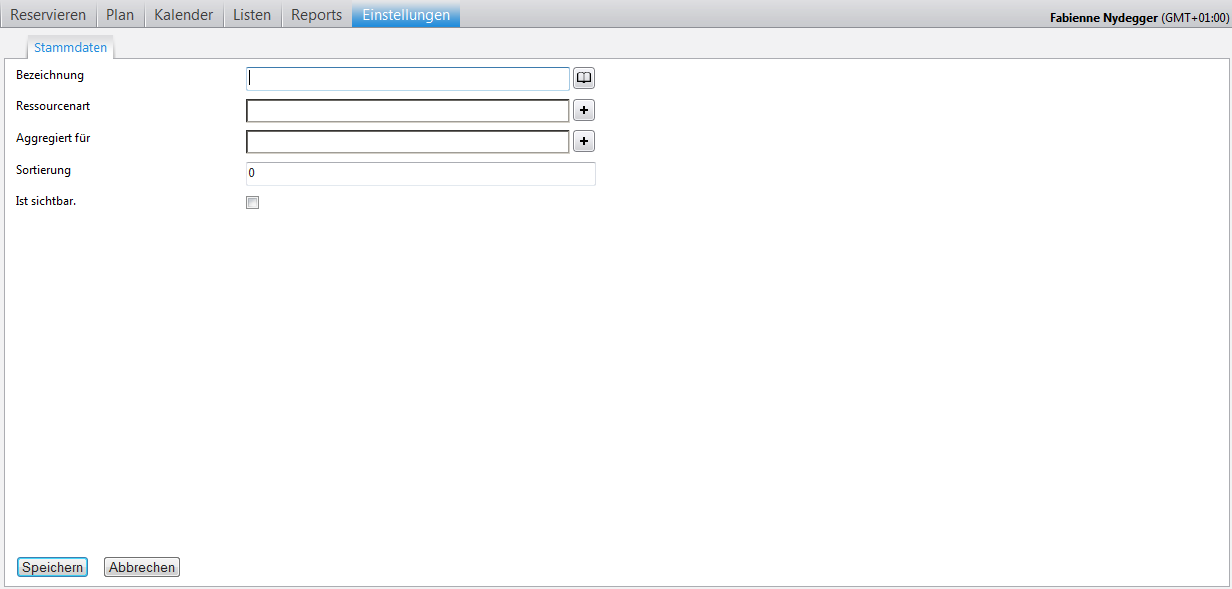 Reservieren Plan Kalender Listen Reports Einstellungen Fabienne Nydegger (GMT+01:00)
Stammdaten
Bezeichnung
Ressourcenart +
Aggregiert für +
Sortierung 0
Ist sichtbar.
Speichern Abbrechen